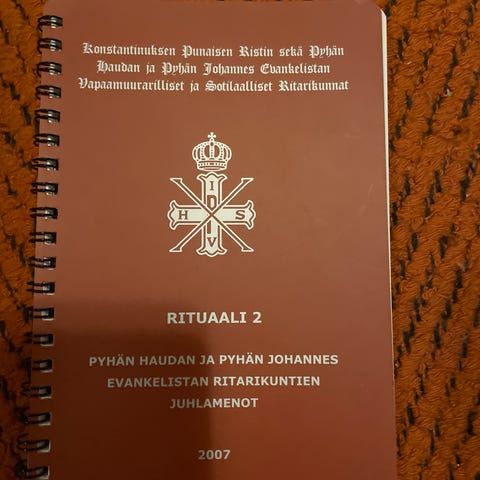 Konstantinuksen Punaisen Ristin sekä Pyhän
Haudan ja Pyhän Johannes Evankelistan
Vapaamuurarilliset ja Sotilaalliset Ritarikunnat
I
D
H S
V
RITUAALI 2
PYHÄN HAUDAN JA PYHÄN JOHANNES
EVANKELISTAN RITARIKUNTIEN
JUHLAMENOT
2007